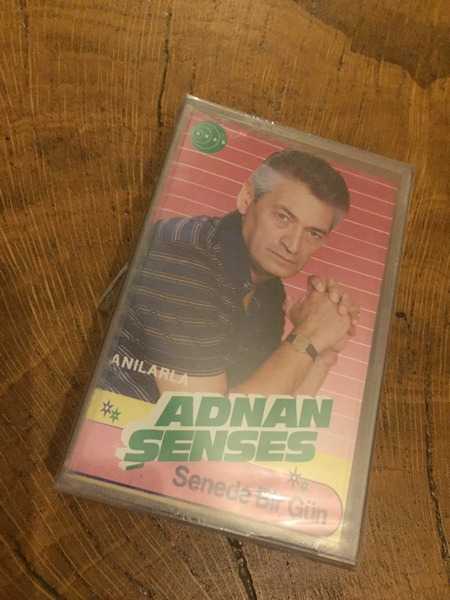 ANILARLA
ADNAN
ŞENSES
Senede Bir Gün